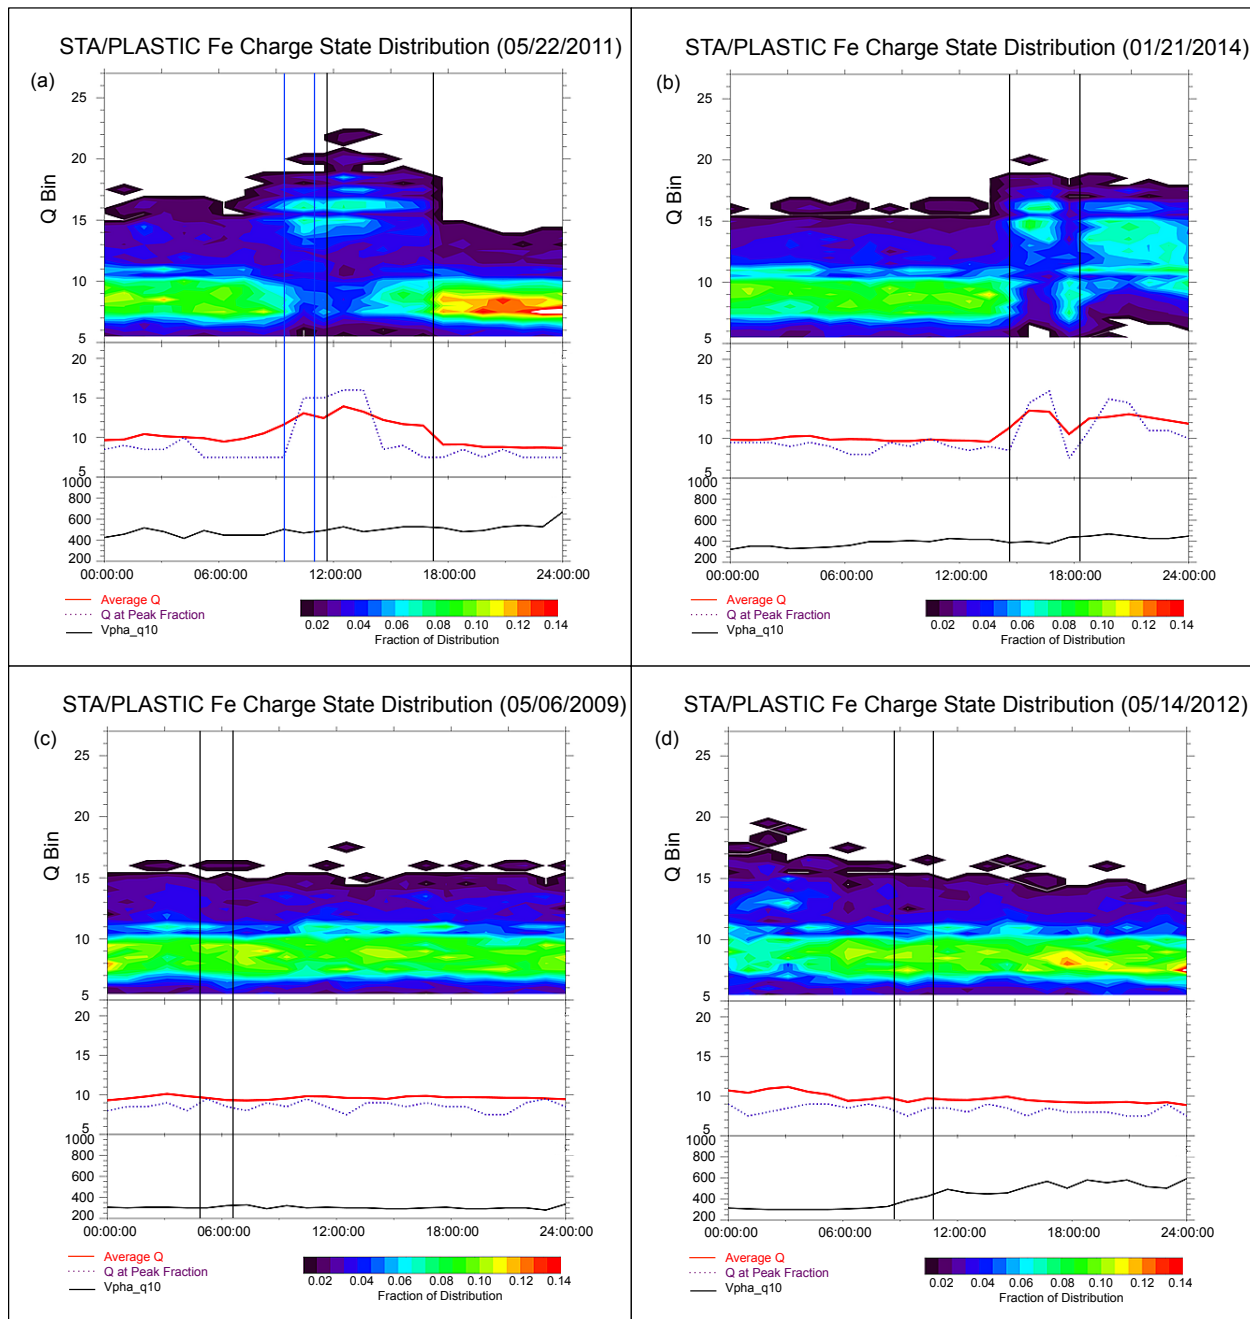 STA/PLASTIC Fe Charge State Distribution (05/22/2011)
(a)
Q Bin
25
20
15
10
5
20
15
10
5
1000
800
600
400
200
00:00:00 06:00:00 12:00:00 18:00:00 24:00:00
Average Q
Q at Peak Fraction
Vpha_q10
0.02 0.04 0.06 0.08 0.10 0.12 0.14
Fraction of Distribution
STA/PLASTIC Fe Charge State Distribution (01/21/2014)
(b)
Q Bin
25
20
15
10
5
20
15
10
5
1000
800
600
400
200
00:00:00 06:00:00 12:00:00 18:00:00 24:00:00
Average Q
Q at Peak Fraction
Vpha_q10
0.02 0.04 0.06 0.08 0.10 0.12 0.14
Fraction of Distribution
STA/PLASTIC Fe Charge State Distribution (05/06/2009)
(c)
Q Bin
25
20
15
10
5
20
15
10
5
1000
800
600
400
200
00:00:00 06:00:00 12:00:00 18:00:00 24:00:00
Average Q
Q at Peak Fraction
Vpha_q10
0.02 0.04 0.06 0.08 0.10 0.12 0.14
Fraction of Distribution
STA/PLASTIC Fe Charge State Distribution (05/14/2012)
(d)
Q Bin
25
20
15
10
5
20
15
10
5
1000
800
600
400
200
00:00:00 06:00:00 12:00:00 18:00:00 24:00:00
Average Q
Q at Peak Fraction
Vpha_q10
0.02 0.04 0.06 0.08 0.10 0.12 0.14
Fraction of Distribution